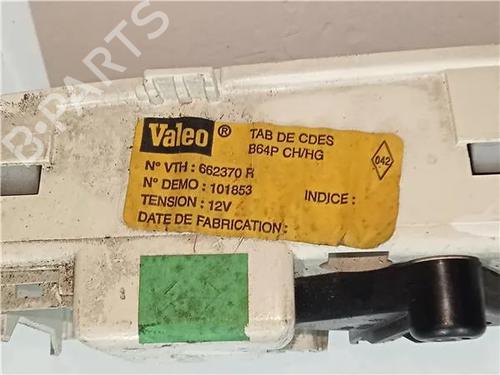 B-PARTS
Valeo ®
TAB DE CDES
B64P CH/HG
042
N° VTH : 662370 R
N° DEMO : 101853
INDICE :
TENSION : 12V
DATE DE FABRICATION :